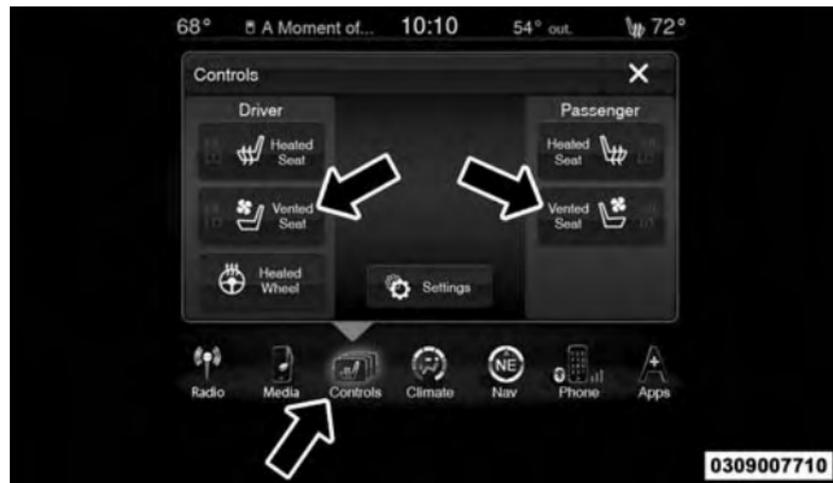 68° A Moment of... 10:10 54° out. 72°
Controls
Driver
Passenger
Heated
Seat
Heated
Seat
Vented
Seat
Vented
Seat
Heated
Wheel
Settings
NE
Radio Media Controls Climate Nav Phone Apps
0309007710